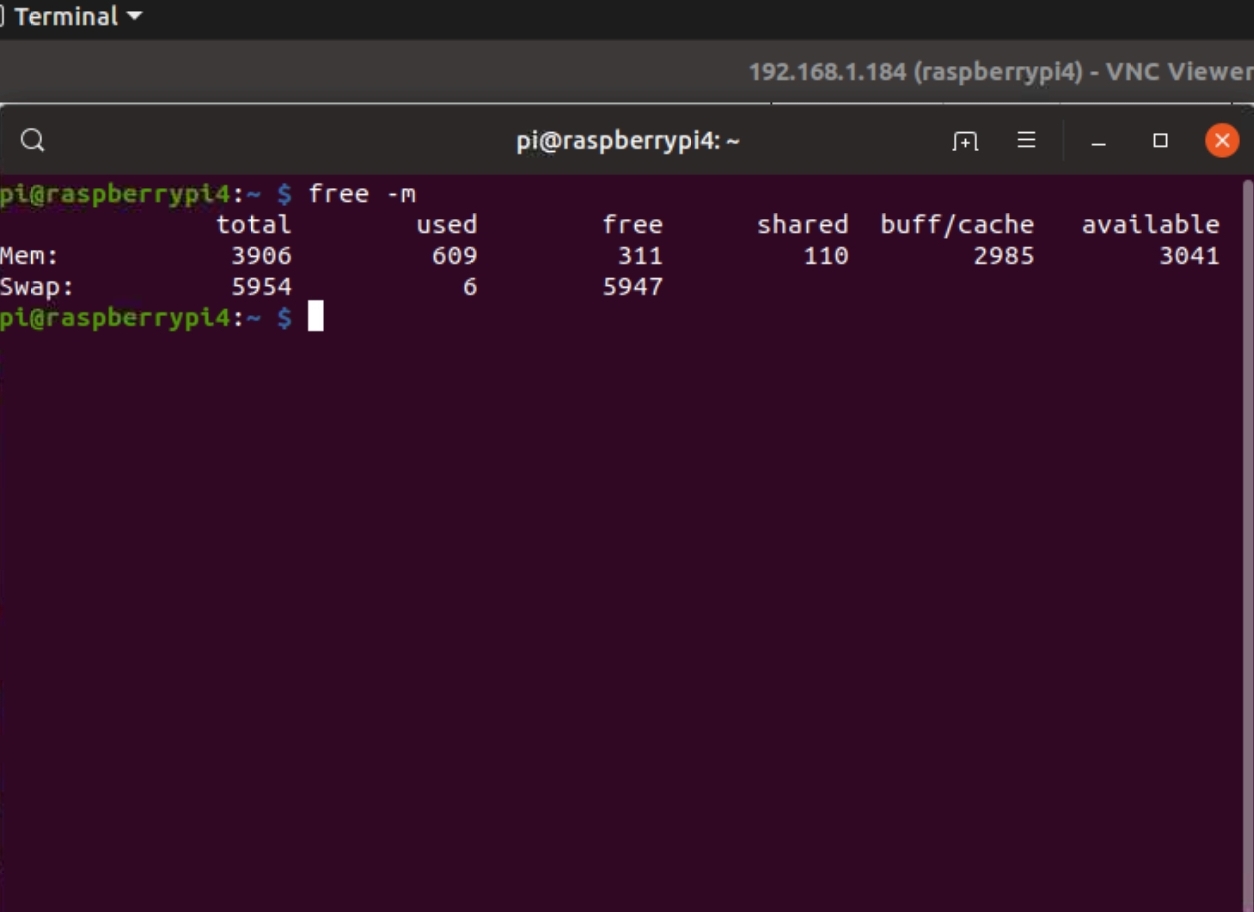 Terminal
192.168.1.184 (raspberrypi4) - VNC Viewer
pi@raspberrypi4: ~
pi@raspberrypi4:~ $ free -m
total used free shared buff/cache available
Mem: 3906 609 311 110 2985 3041
Swap: 5954 6 5947
pi@raspberrypi4:~ $